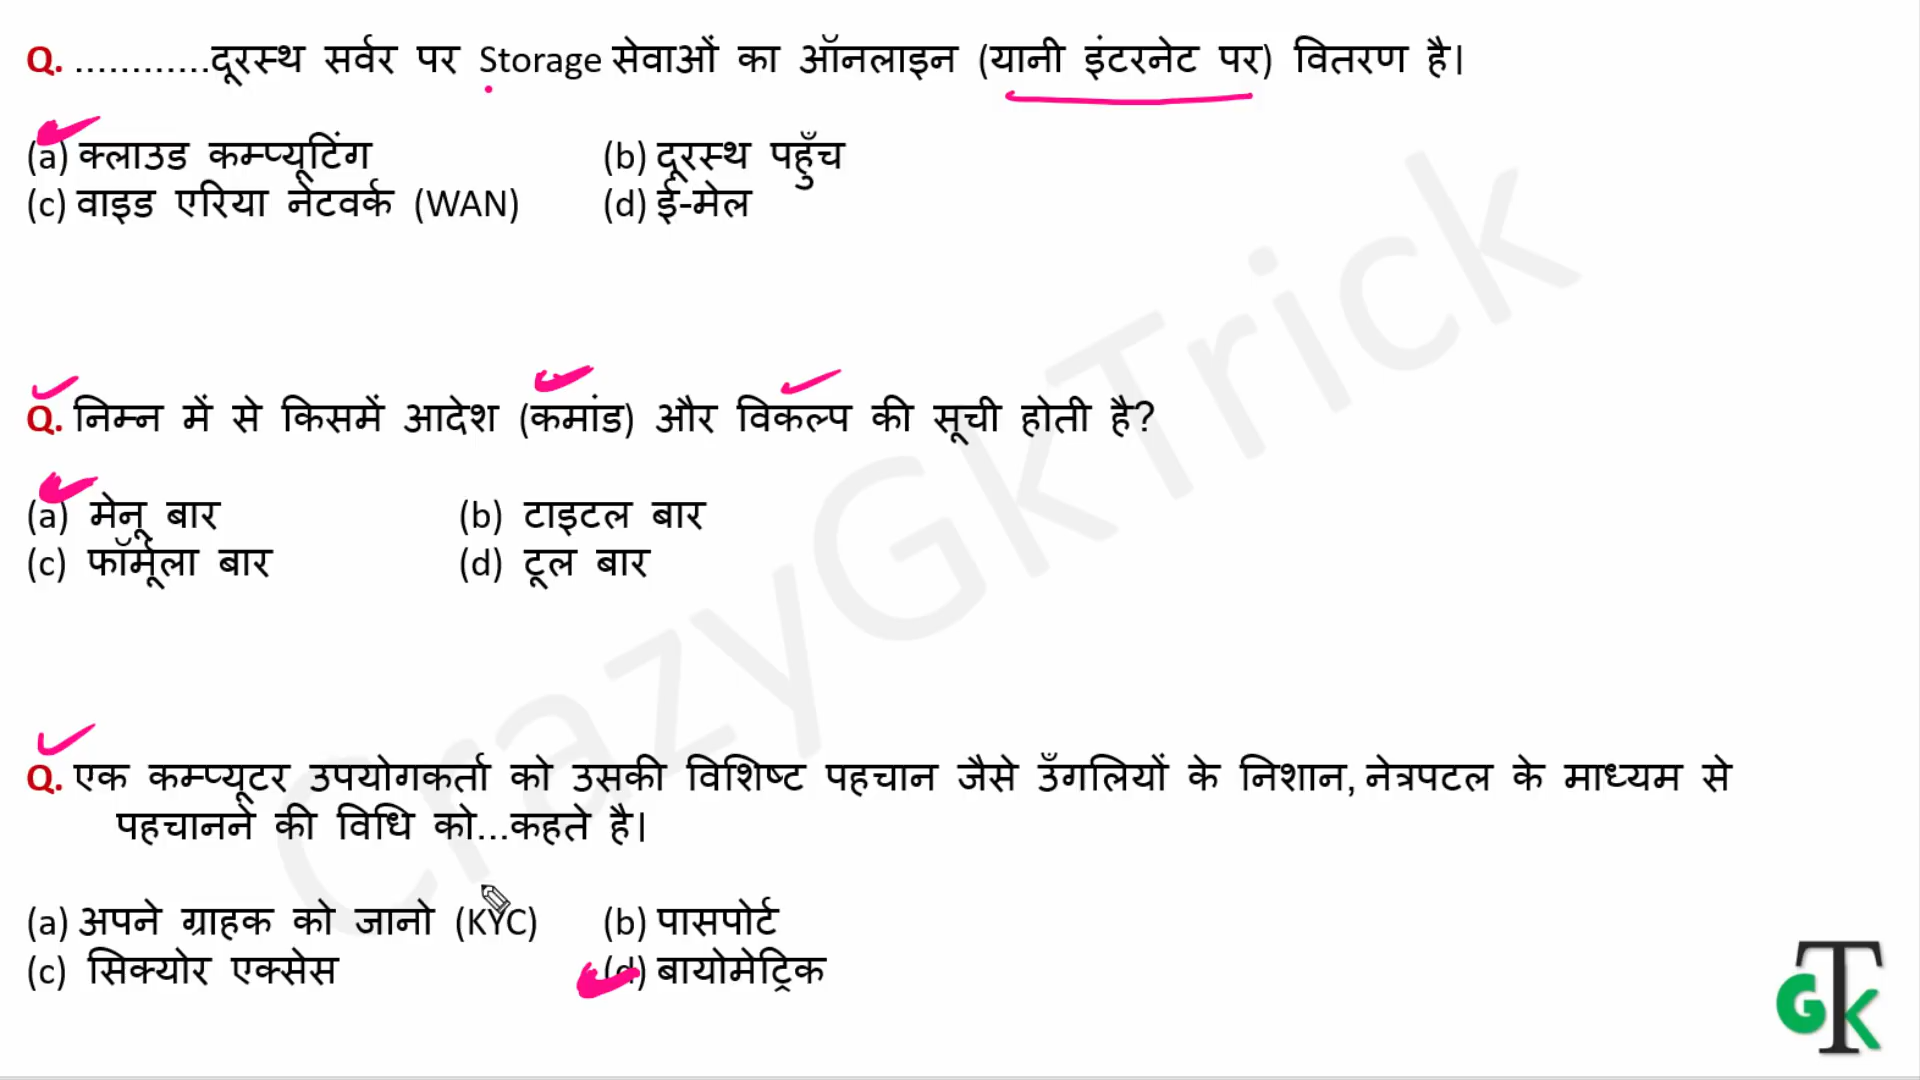 Q. ............दूरस्थ सर्वर पर Storage सेवाओं का ऑनलाइन (यानी इंटरनेट पर) वितरण है।
(a) क्लाउड कम्प्यूटिंग (b) दूरस्थ पहुँच
(c) वाइड एरिया नेटवर्क (WAN) (d) ई-मेल
Q. निम्न में से किसमें आदेश (कमांड) और विकल्प की सूची होती है?
(a) मेनू बार (b) टाइटल बार
(c) फॉर्मूला बार (d) टूल बार
Q. एक कम्प्यूटर उपयोगकर्ता को उसकी विशिष्ट पहचान जैसे उँगलियों के निशान, नेत्रपटल के माध्यम से
पहचानने की विधि को...कहते है।
(a) अपने ग्राहक को जानो (KYC) (b) पासपोर्ट
(c) सिक्योर एक्सेस (d) बायोमेट्रिक
CrazyGkTrick
GTK